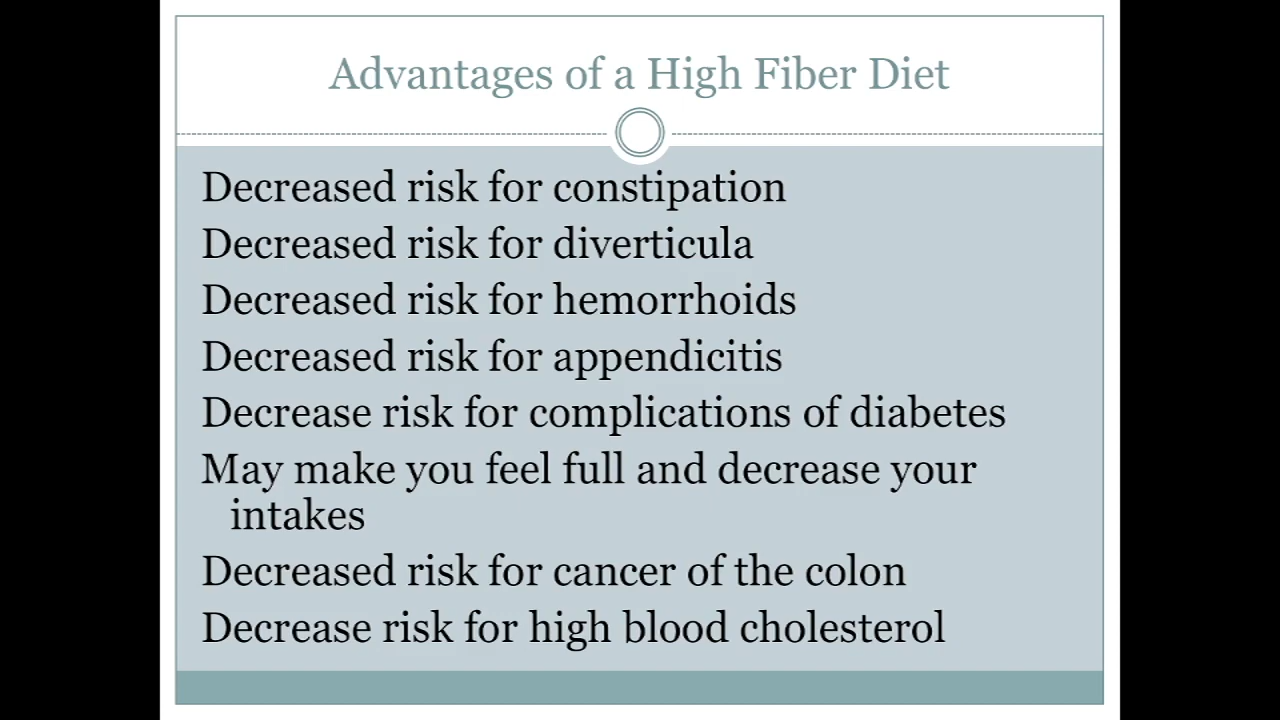 Advantages of a High Fiber Diet
Decreased risk for constipation
Decreased risk for diverticula
Decreased risk for hemorrhoids
Decreased risk for appendicitis
Decrease risk for complications of diabetes
May make you feel full and decrease your
intakes
Decreased risk for cancer of the colon
Decrease risk for high blood cholesterol